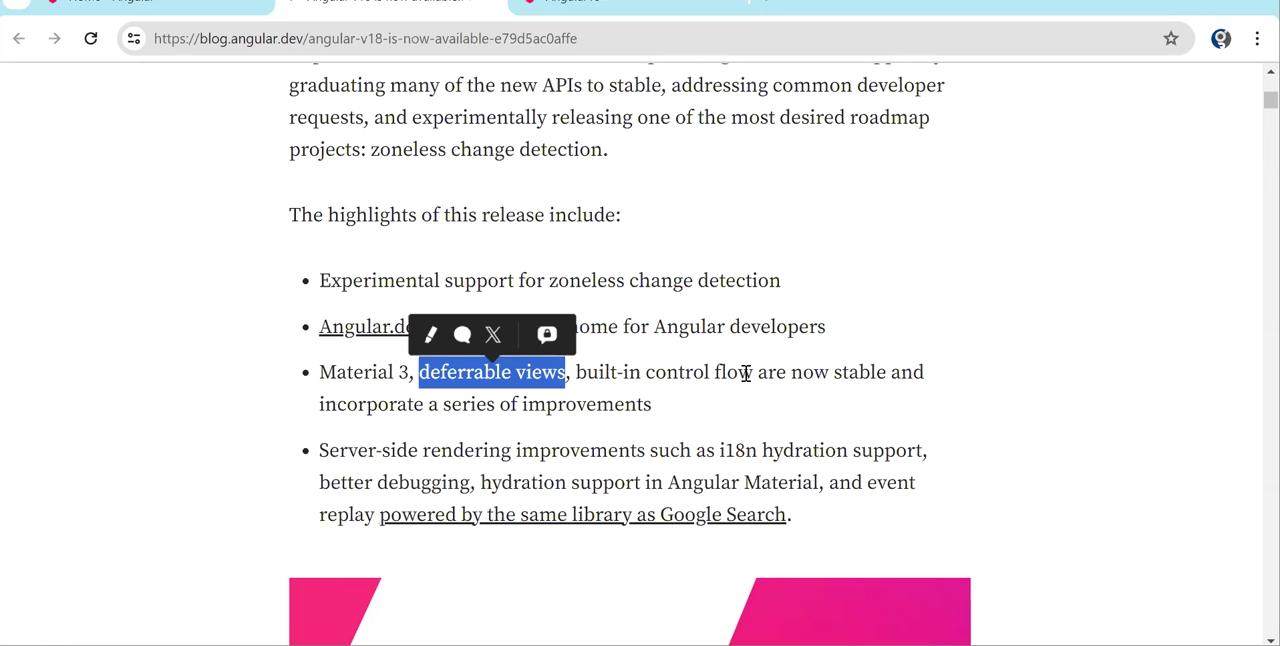 https://blog.angular.dev/angular-v18-is-now-available-e79d5ac0affe
graduating many of the new APIs to stable, addressing common developer
requests, and experimentally releasing one of the most desired roadmap
projects: zoneless change detection.
The highlights of this release include:
Experimental support for zoneless change detection
Angular.de home for Angular developers
Material 3, deferrable views, built-in control flow are now stable and
incorporate a series of improvements
Server-side rendering improvements such as i18n hydration support,
better debugging, hydration support in Angular Material, and event
replay powered by the same library as Google Search.